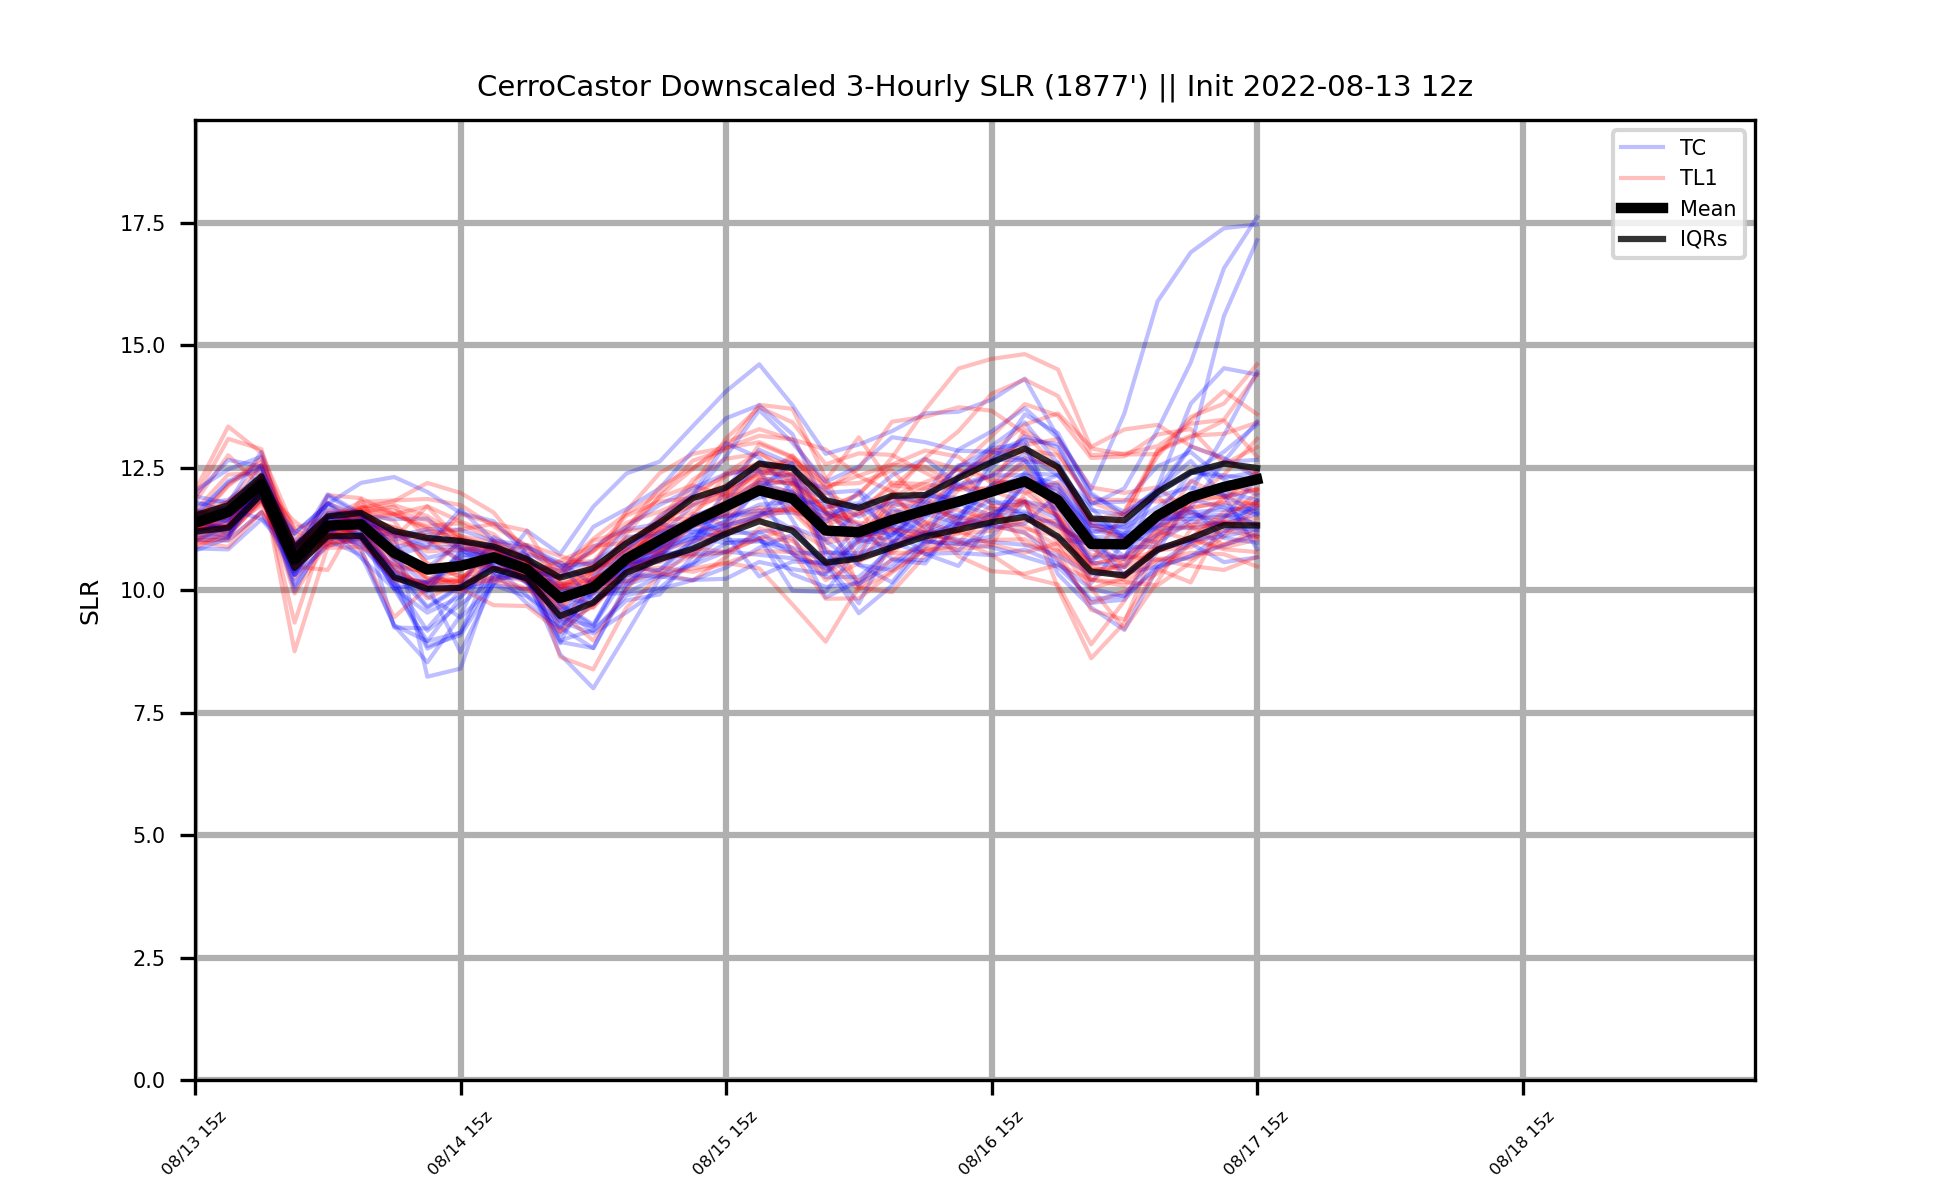 CerroCastor Downscaled 3-Hourly SLR (1877') || Init 2022-08-13 12z
TC
TL1
Mean
IQRs
SLR
17.5
15.0
12.5
10.0
7.5
5.0
2.5
0.0
08/13 15z
08/14 15z
08/15 15z
08/16 15z
08/17 15z
08/18 15z